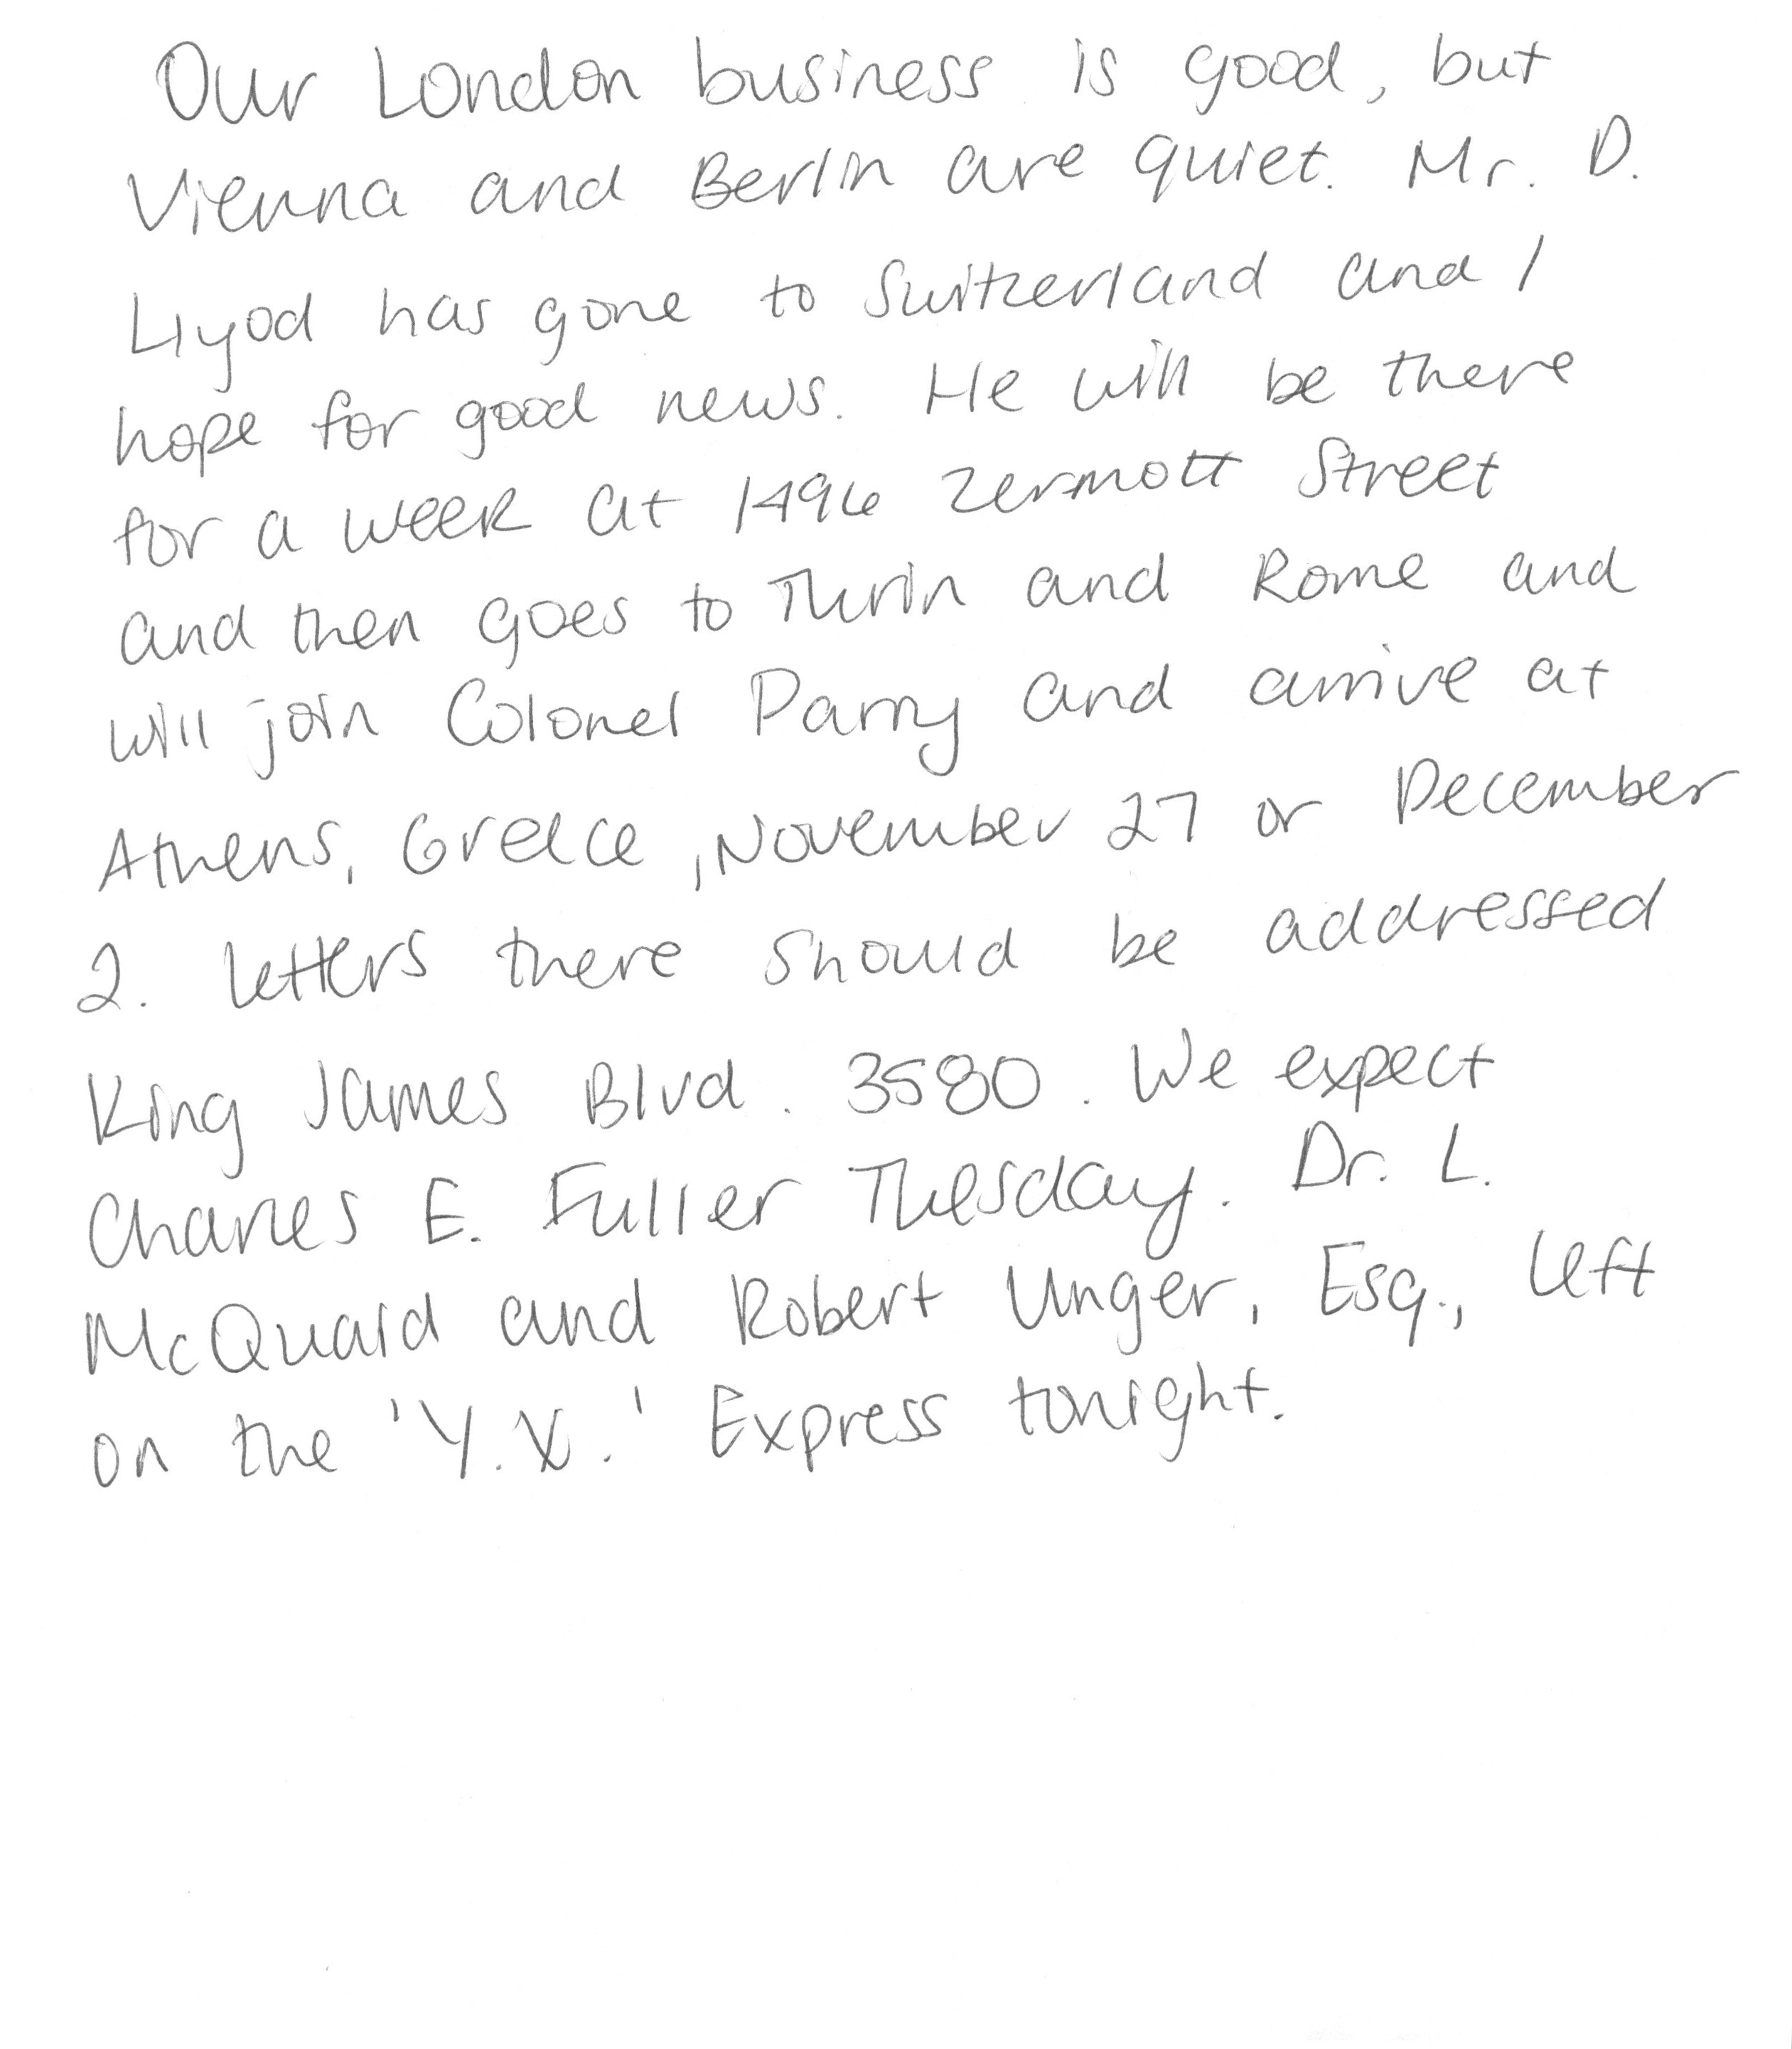 Our London business is good, but
Vienna and Berlin are quiet. Mr. D.
Llyod has gone to Switzerland and I
hope for good news. He will be there
for a week at 1496 Zermott Street
and then goes to Turin and Rome and
will join Colonel Parry and arrive at
Athens, Greece, November 27 or December
2. Letters there should be addressed
King James Blvd. 3580. We expect
Charles E. Fuller Tuesday. Dr. L.
McQuaid and Robert Unger, Esq., left
on the 'Y.X.' Express tonight.